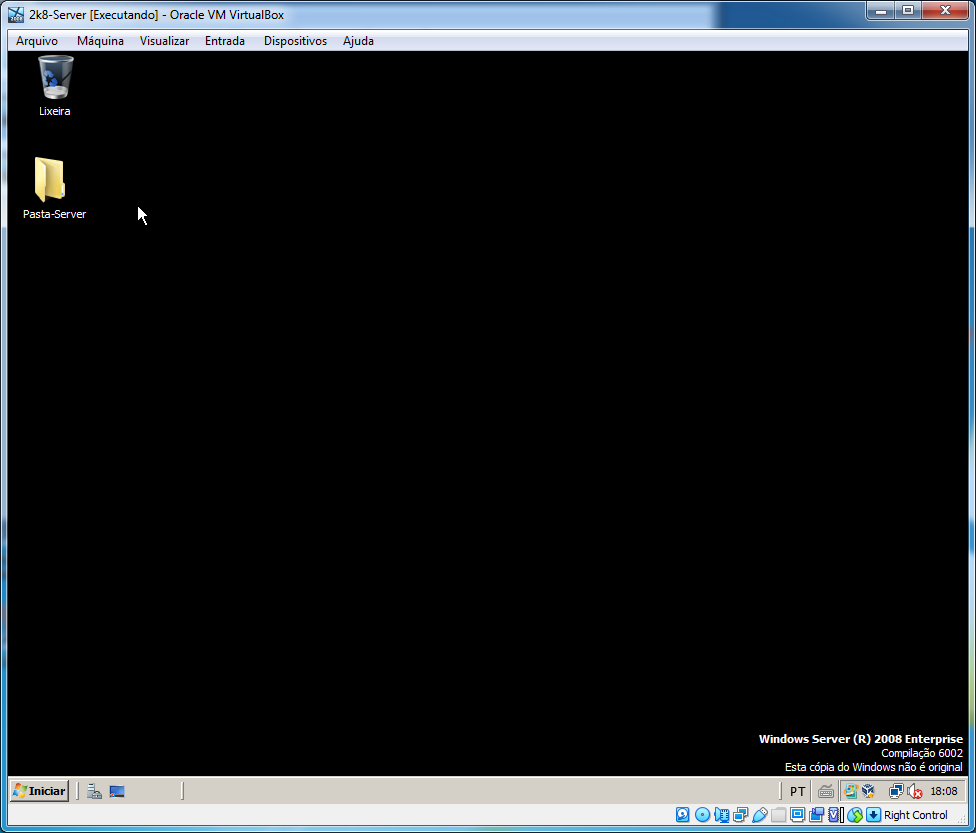 2k8-Server [Executando] - Oracle VM VirtualBox
Arquivo Máquina Visualizar Entrada Dispositivos Ajuda
Lixeira
Pasta-Server
Windows Server (R) 2008 Enterprise
Compilação 6002
Esta cópia do Windows não é original
Iniciar PT 18:08
Right Control